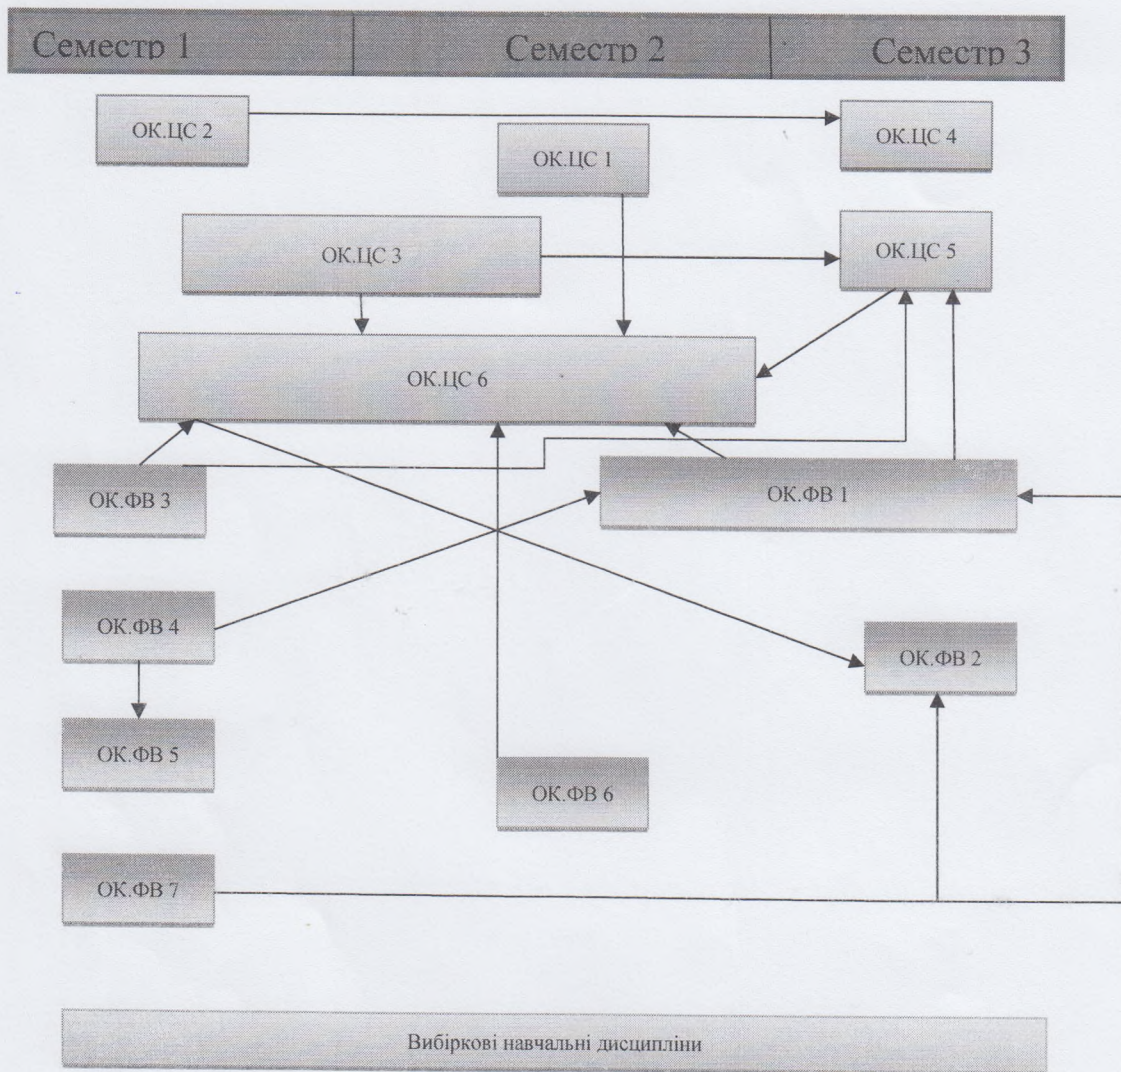 Семестр 1 Семестр 2 Семестр 3
ОК.ЦС 2
ОК.ЦС 4
ОК.ЦС 1
ОК.ЦС 3
ОК.ЦС 5
ОК.ЦС 6
ОК.ФВ 3
ОК.ФВ 1
ОК.ФВ 4
ОК.ФВ 2
ОК.ФВ 5
ОК.ФВ 6
ОК.ФВ 7
Вибіркові навчальні дисципліни